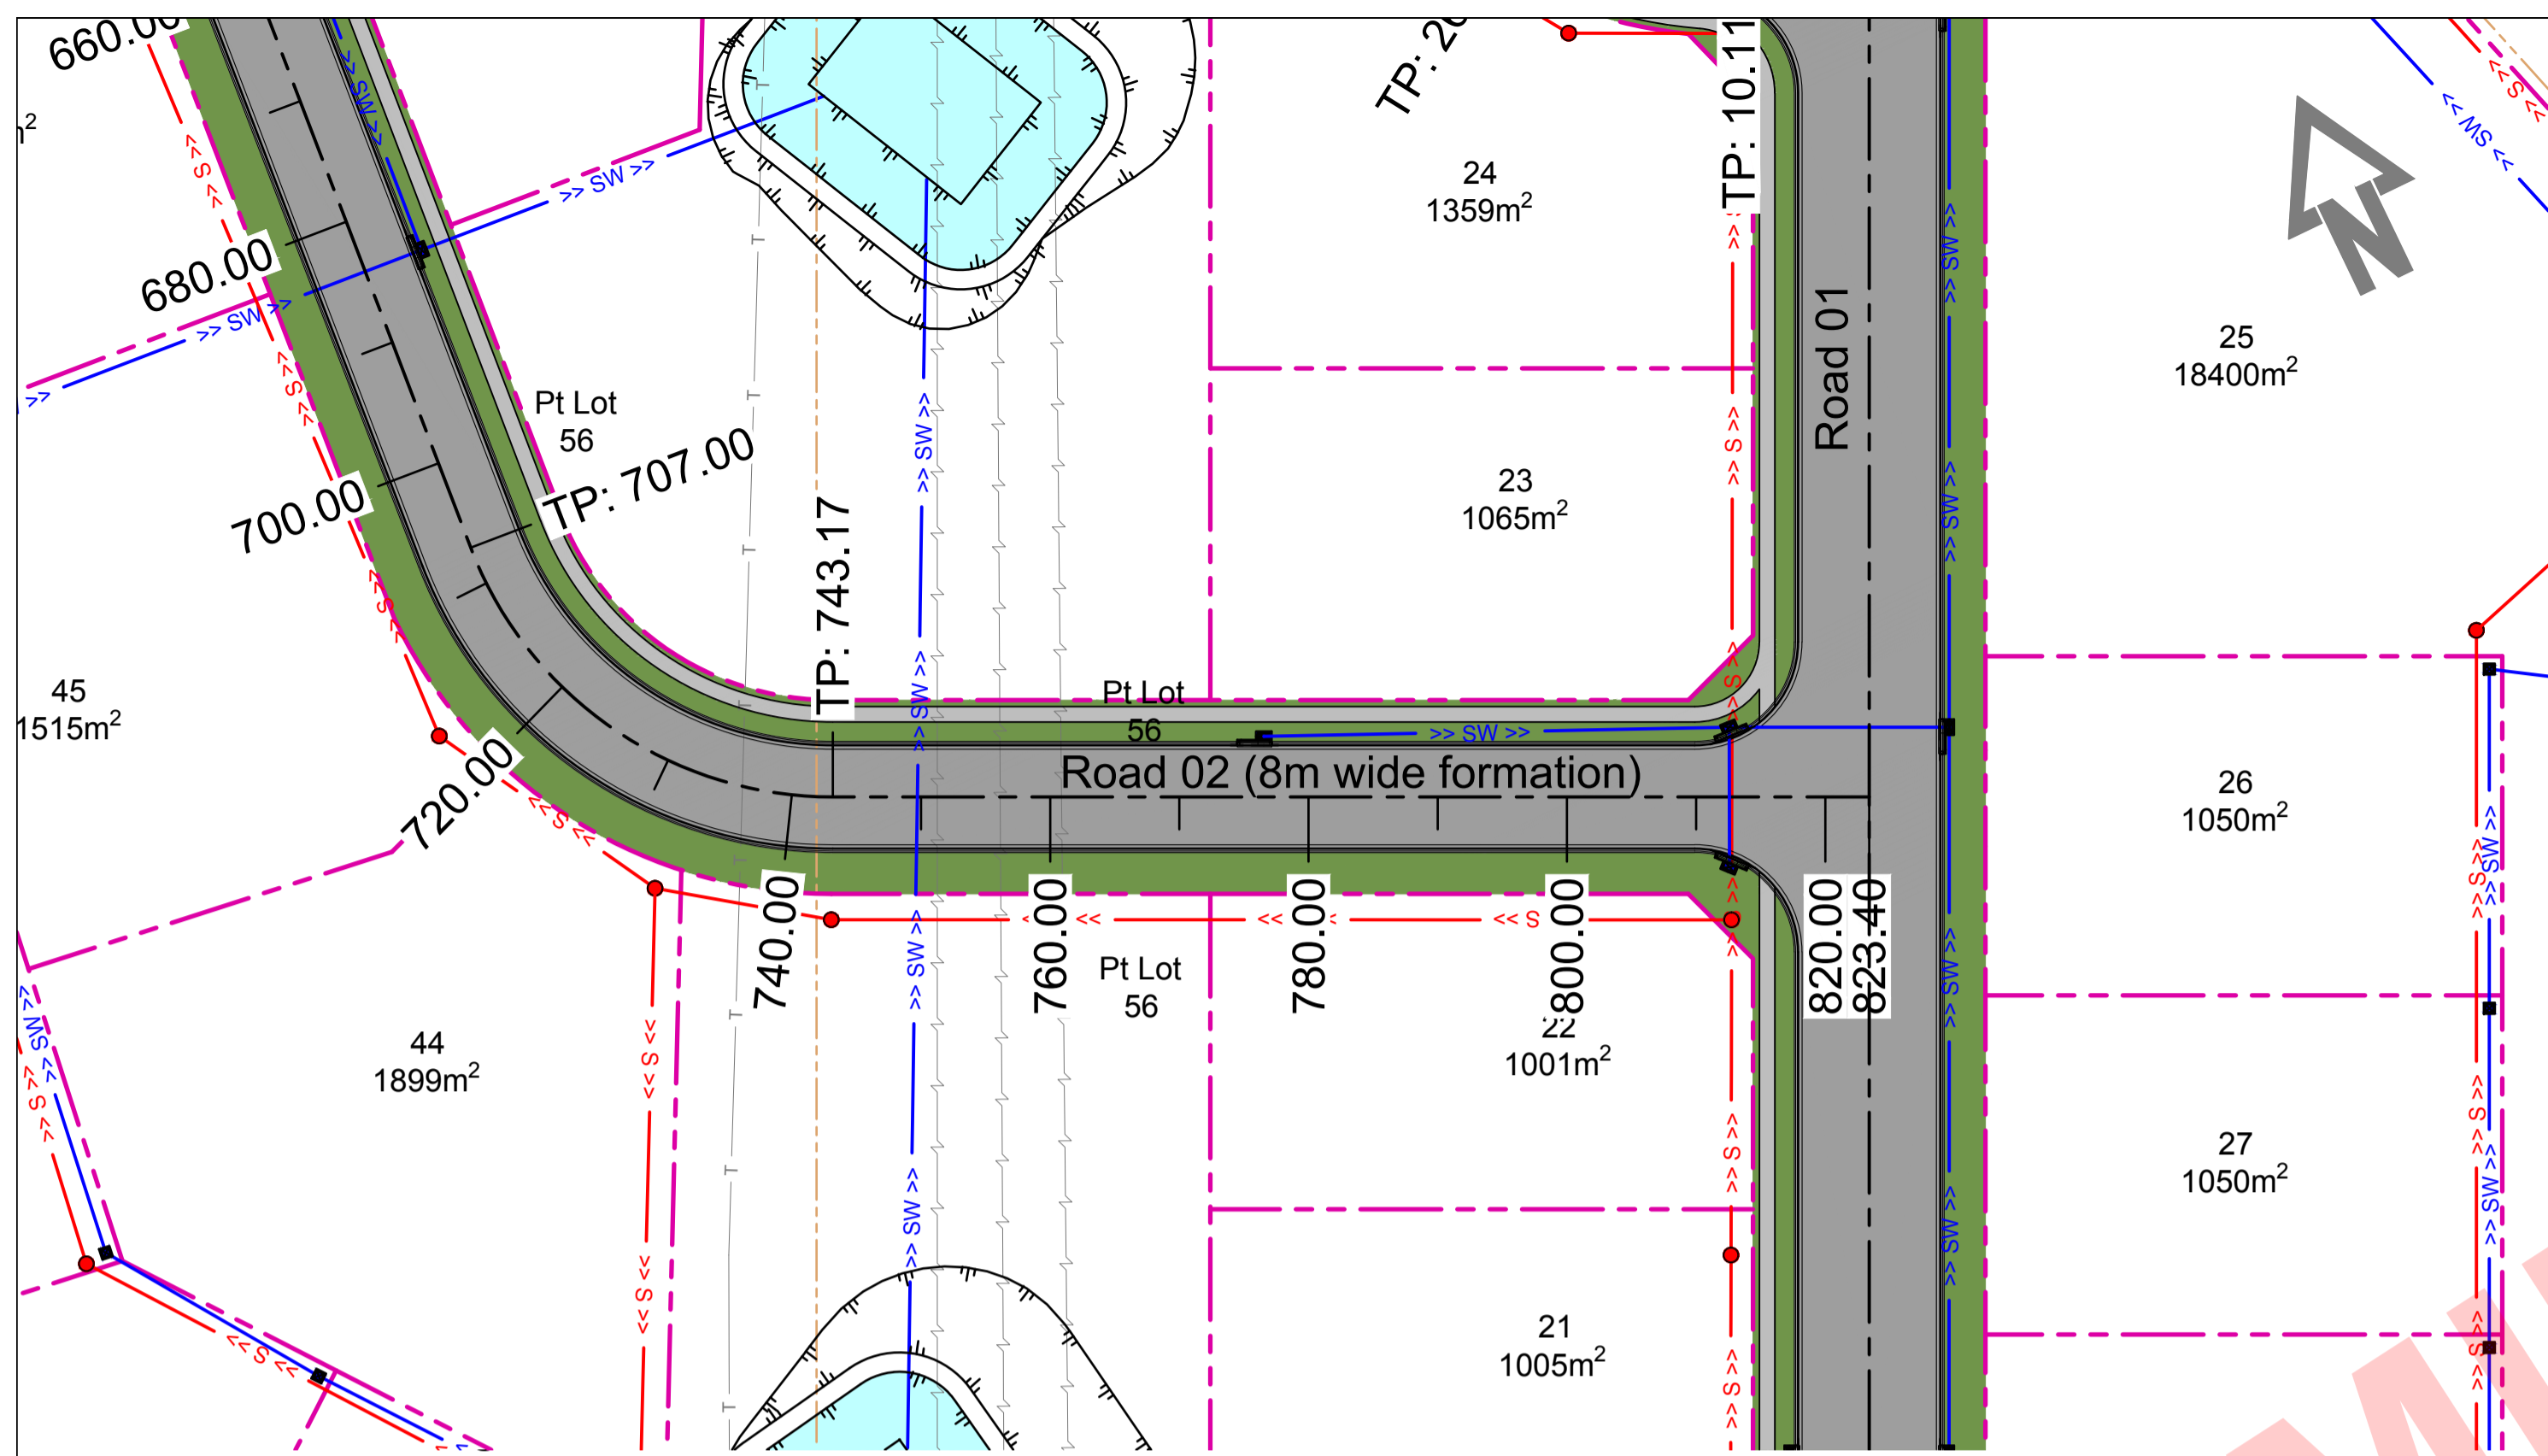 660.00
TP: 10.11
24
1359m²
N
680.00
Road 01
25
18400m²
Pt Lot
56
TP: 707.00
700.00
23
1065m²
TP: 743.17
45
1515m²
Pt Lot
56
Road 02 (8m wide formation)
720.00
26
1050m²
740.00
760.00
780.00
800.00
820.00
823.40
Pt Lot
56
44
1899m²
22
1001m²
27
1050m²
21
1005m²
>> SW >>
>> SW >>
>> SW >>
>> SW >>
>> SW >>
>> S >>
>> S >>
<< S
T
T
T